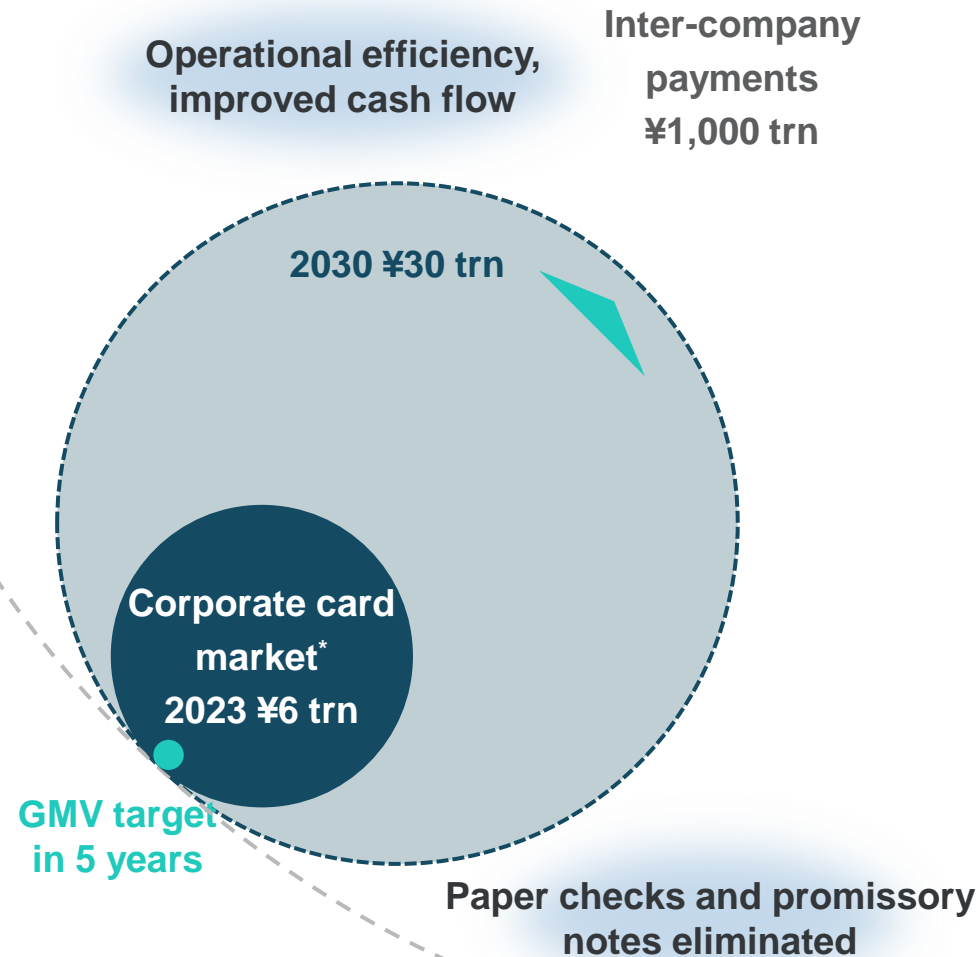 Inter-company
payments
¥1,000 trn
Operational efficiency,
improved cash flow
2030 ¥30 trn
Corporate card
market*
2023 ¥6 trn
GMV target
in 5 years
Paper checks and promissory
notes eliminated